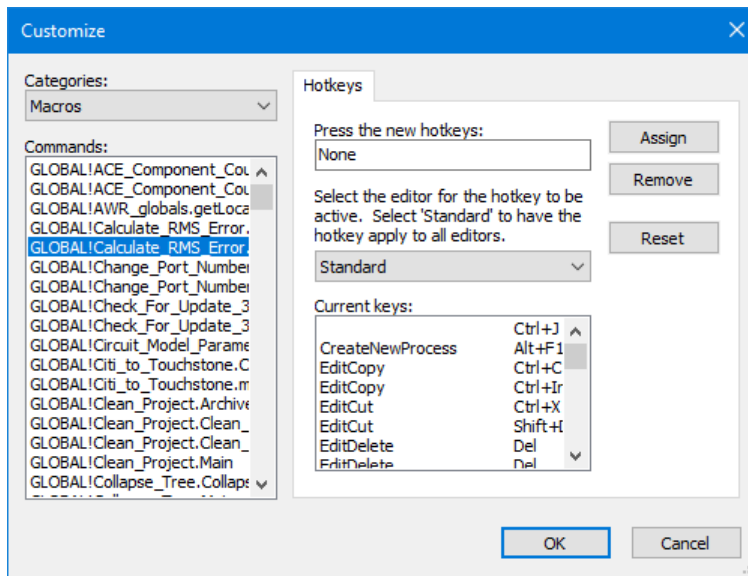 Customize
Categories:
Macros
Commands:
GLOBAL!ACE_Component_Cou
GLOBAL!ACE_Component_Cou
GLOBAL!AWR_globals.getLoca
GLOBAL!Calculate_RMS_Error.
GLOBAL!Calculate_RMS_Error.
GLOBAL!Change_Port_Number
GLOBAL!Change_Port_Number
GLOBAL!Check_For_Update_3
GLOBAL!Check_For_Update_3
GLOBAL!Circuit_Model_Parame
GLOBAL!Citi_to_Touchstone.C
GLOBAL!Citi_to_Touchstone.m
GLOBAL!Clean_Project.Archive
GLOBAL!Clean_Project.Clean_
GLOBAL!Clean_Project.Clean_
GLOBAL!Clean_Project.Main
GLOBAL!Collapse_Tree.Collaps
Hotkeys
Press the new hotkeys:
None
Select the editor for the hotkey to be
active. Select 'Standard' to have the
hotkey apply to all editors.
Standard
Current keys:
Ctrl+J
CreateNewProcess Alt+F1
EditCopy Ctrl+C
EditCopy Ctrl+In
EditCut Ctrl+X
EditCut Shift+D
EditDelete Del
EditDelete Del
Assign
Remove
Reset
OK
Cancel